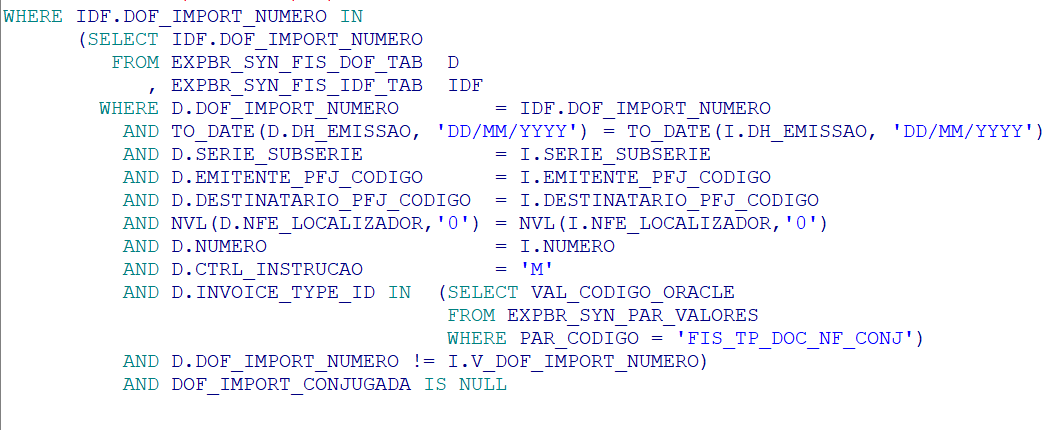 WHERE IDF.DOF_IMPORT_NUMERO IN
(SELECT IDF.DOF_IMPORT_NUMERO
FROM EXPBR_SYN_FIS_DOF_TAB D
, EXPBR_SYN_FIS_IDF_TAB IDF
WHERE D.DOF_IMPORT_NUMERO = IDF.DOF_IMPORT_NUMERO
AND TO_DATE(D.DH_EMISSAO, 'DD/MM/YYYY') = TO_DATE(I.DH_EMISSAO, 'DD/MM/YYYY')
AND D.SERIE_SUBSERIE = I.SERIE_SUBSERIE
AND D.EMITENTE_PFJ_CODIGO = I.EMITENTE_PFJ_CODIGO
AND D.DESTINATARIO_PFJ_CODIGO = I.DESTINATARIO_PFJ_CODIGO
AND NVL(D.NFE_LOCALIZADOR,'0') = NVL(I.NFE_LOCALIZADOR,'0')
AND D.NUMERO = I.NUMERO
AND D.CTRL_INSTRUCAO = 'M'
AND D.INVOICE_TYPE_ID IN (SELECT VAL_CODIGO_ORACLE
FROM EXPBR_SYN_PAR_VALORES
WHERE PAR_CODIGO = 'FIS_TP_DOC_NF_CONJ')
AND D.DOF_IMPORT_NUMERO != I.V_DOF_IMPORT_NUMERO)
AND DOF_IMPORT_CONJUGADA IS NULL